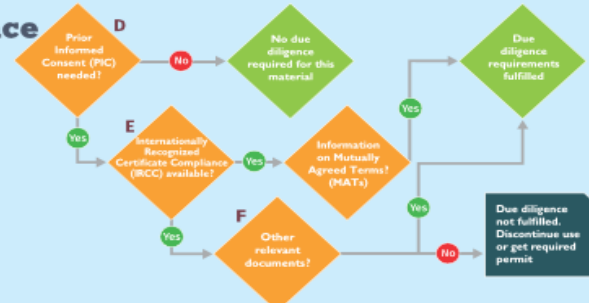 ce
D
Prior
Informed
Consent (PIC)
needed?
No
No due
diligence
required for this
material
Due
diligence
requirements
fulfilled
Yes
Yes
E
Internationally
Recognized
Certificate Compliance
(IRCC) available?
Yes
Information
on Mutually
Agreed Terms?
(MATs)
Yes
Yes
F
Other
relevant
documents?
No
Due diligence
not fulfilled.
Discontinue use
or get required
permit